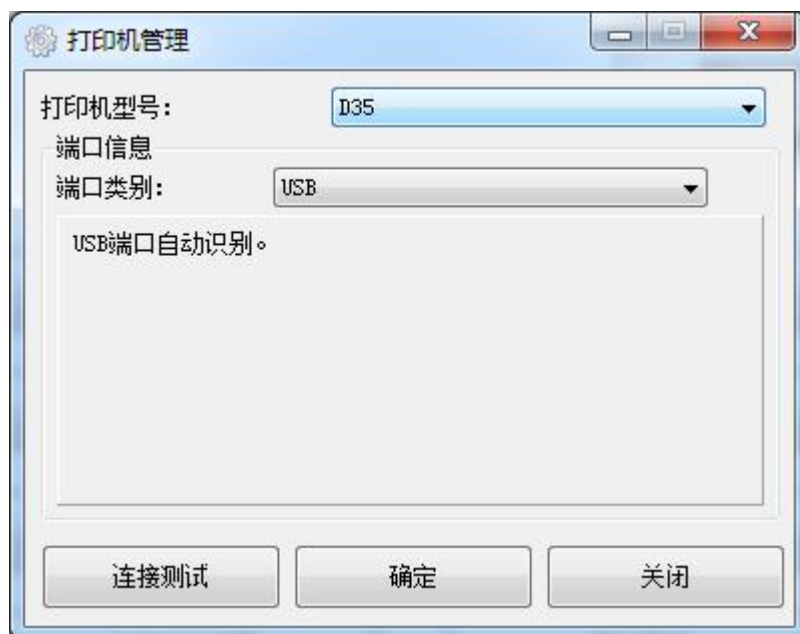 打印机管理
打印机型号: D35
端口信息
端口类别: USB
USB端口自动识别。
连接测试 确定 关闭